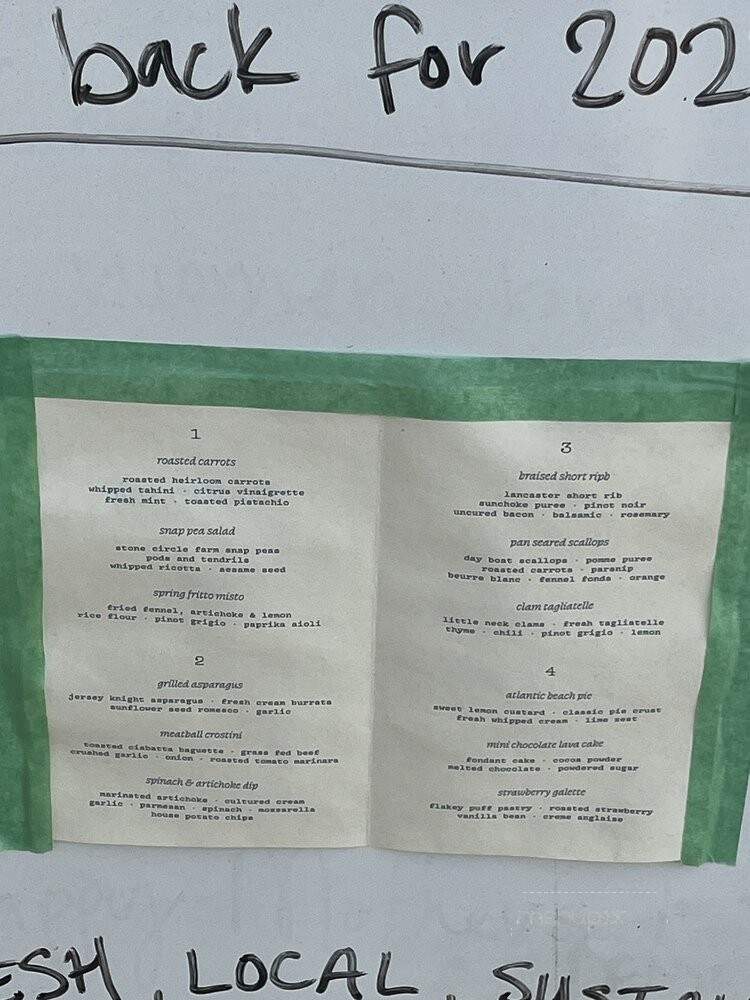 back for 202
1
roasted carrots
roasted heirloom carrots
whipped tahini · citrus vinaigrette
fresh mint · toasted pistachio
snap pea salad
stone circle farm snap peas
pods and tendrils
whipped ricotta · sesame seed
spring fritto misto
fried fennel, artichoke & lemon
rice flour · pinot grigio · paprika aioli
2
grilled asparagus
jersey knight asparagus · fresh cream burrata
sunflower seed romesco · garlic
meatball crostini
toasted ciabatta baguette · grass fed beef
crushed garlic · onion · roasted tomato marinara
spinach & artichoke dip
marinated artichoke · cultured cream
garlic · parmesan · spinach · mozzarella
house potato chips
3
braised short rib
lancaster short rib
sunchoke puree · pinot noir
uncured bacon · balsamic · rosemary
pan seared scallops
day boat scallops · pomme puree
roasted carrots · parsnip
beurre blanc · fennel fonds · orange
clam tagliatelle
little neck clams · fresh tagliatelle
thyme · chili · pinot grigio · lemon
4
atlantic beach pie
sweet lemon custard · classic pie crust
fresh whipped cream · lime zest
mini chocolate lava cake
fondant cake · cocoa powder
melted chocolate · powdered sugar
strawberry galette
flakey puff pastry · roasted strawberry
vanilla bean · creme anglaise
ESH, LOCAL, SUSTA